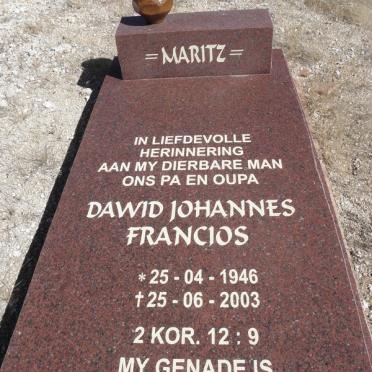 = MARITZ =
IN LIEFDEVOLLE
HERINNERING
AAN MY DIERBARE MAN
ONS PA EN OUPA
DAWID JOHANNES
FRANCIOS
* 25 - 04 - 1946
† 25 - 06 - 2003
2 KOR. 12 : 9
MY GENADE IS